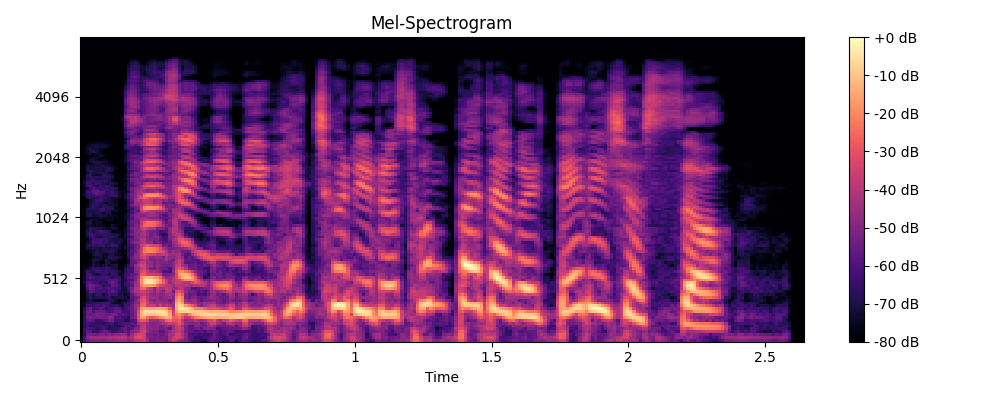 Mel-Spectrogram
+0 dB
4096
-10 dB
-20 dB
2048
-30 dB
Hz
1024
-40 dB
-50 dB
512
-60 dB
-70 dB
0
-80 dB
0 0.5 1 1.5 2 2.5
Time